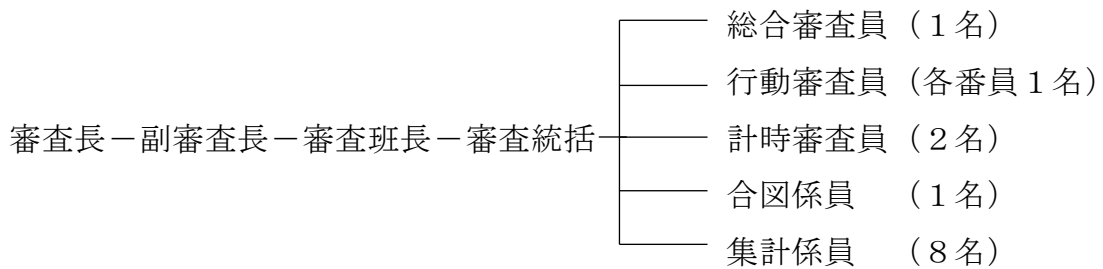 総合審査員（１名）
行動審査員（各番員１名）
審査長－副審査長－審査班長－審査統括
計時審査員（２名）
合図係員　（１名）
集計係員　（８名）